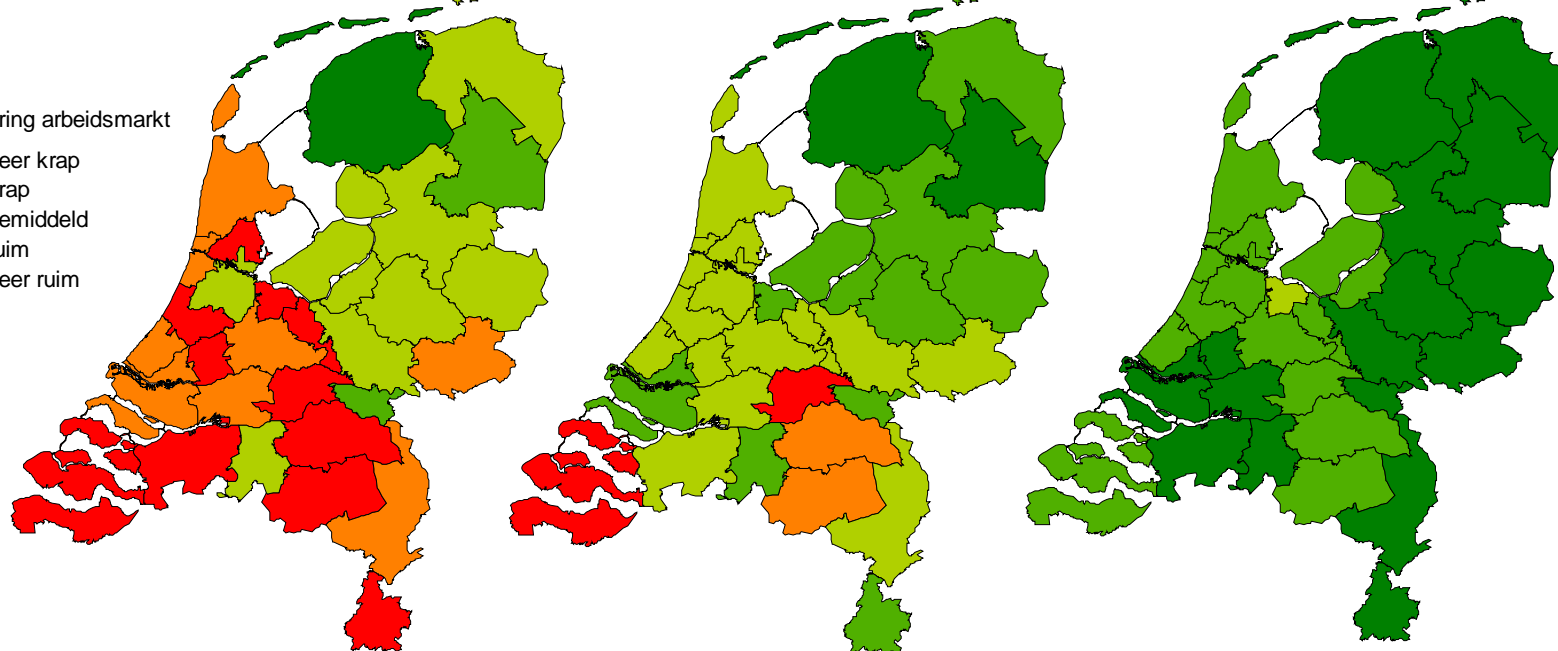 ring arbeidsmarkt
eer krap
rap
emiddeld
uim
eer ruim